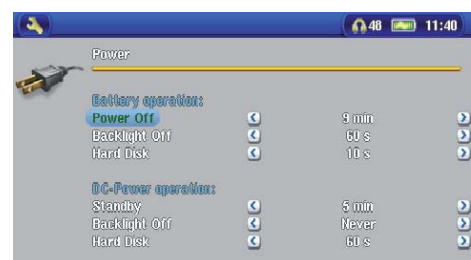 48 11:40
Power
Battery operation:
Power Off 9 min
Backlight Off 60 s
Hard Disk 10 s
DC-Power operation:
Standby 5 min
Backlight Off Never
Hard Disk 60 s